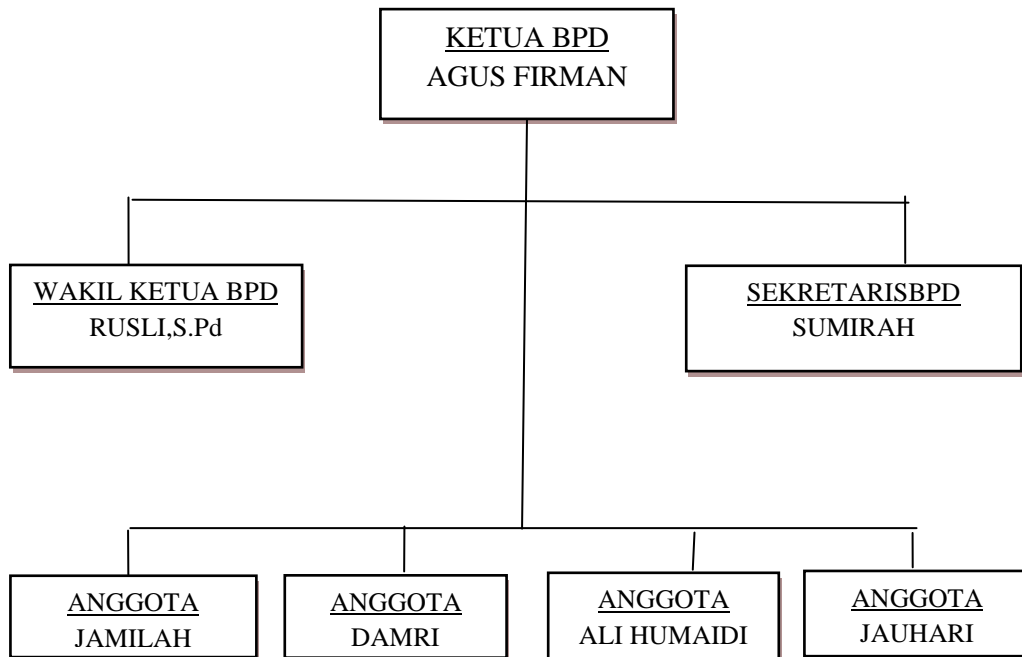 KETUA BPD
AGUS FIRMAN
WAKIL KETUA BPD
RUSLI,S.Pd
SEKRETARISBPD
SUMIRAH
ANGGOTA
JAMILAH
ANGGOTA
DAMRI
ANGGOTA
ALI HUMAIDI
ANGGOTA
JAUHARI